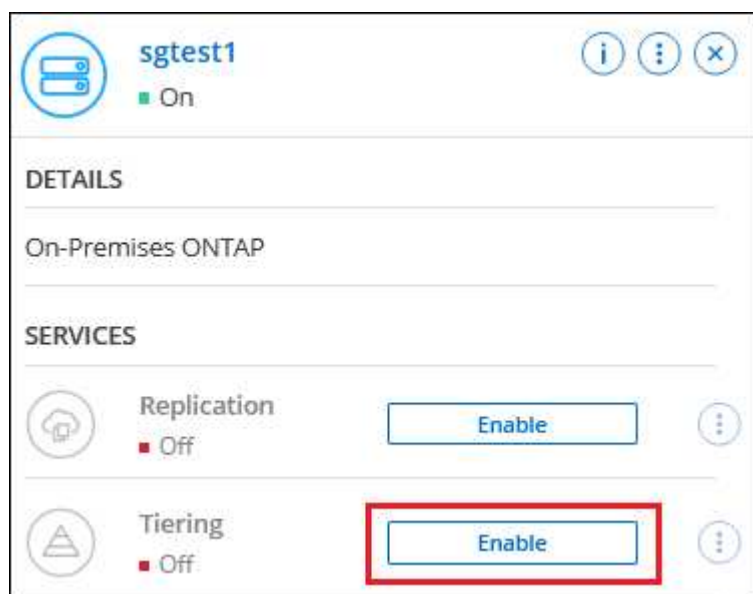 sgtest1
On
DETAILS
On-Premises ONTAP
SERVICES
Replication
Off
Enable
Tiering
Off
Enable